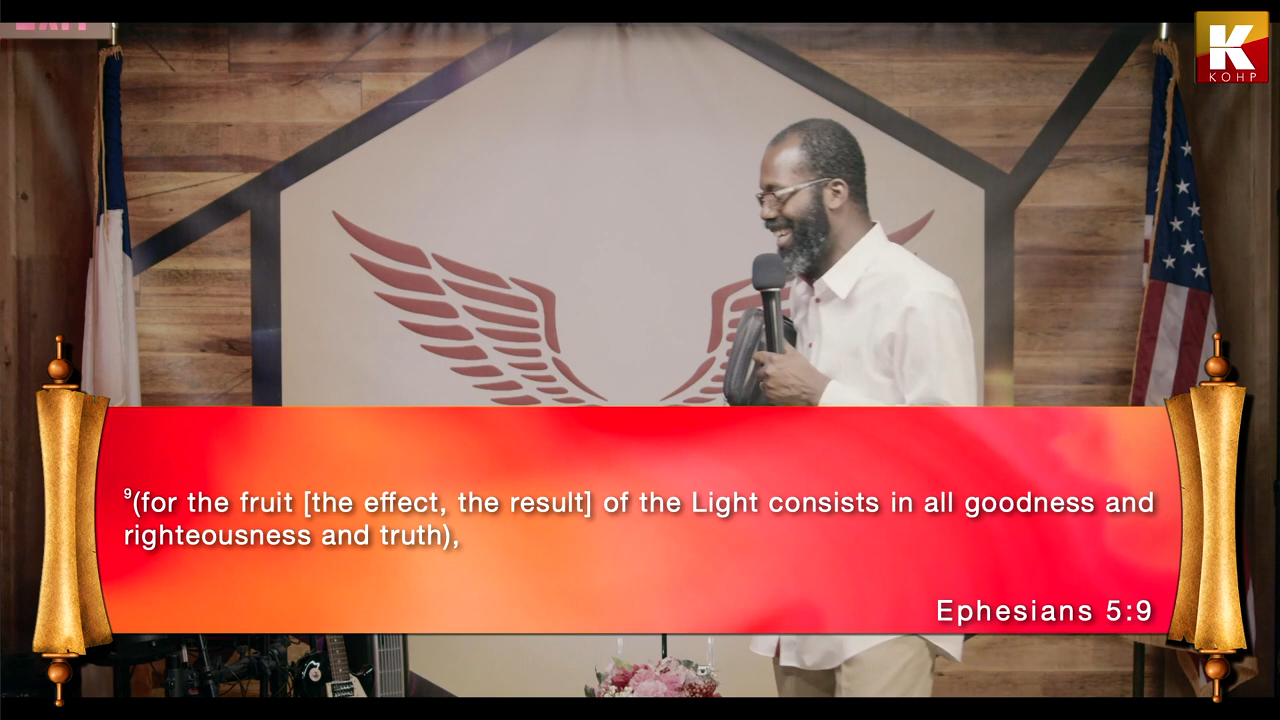 EXIT
K
KOHP
⁹(for the fruit [the effect, the result] of the Light consists in all goodness and
righteousness and truth),
Ephesians 5:9